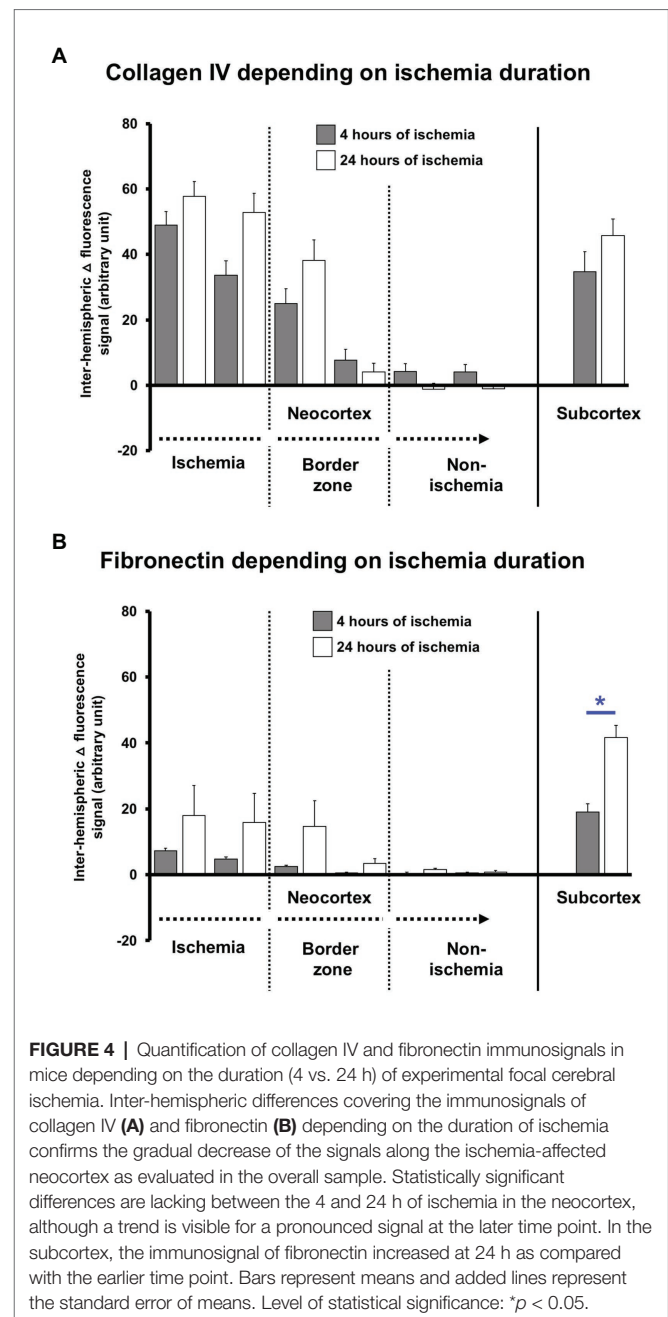 A
Collagen IV depending on ischemia duration
Inter-hemispheric Δ fluorescence
signal (arbitrary unit)
80
60
40
20
0
-20
4 hours of ischemia
24 hours of ischemia
Neocortex
Subcortex
Ischemia
Border
zone
Non-
ischemia
B
Fibronectin depending on ischemia duration
Inter-hemispheric Δ fluorescence
signal (arbitrary unit)
80
60
40
20
0
-20
4 hours of ischemia
24 hours of ischemia
*
Neocortex
Subcortex
Ischemia
Border
zone
Non-
ischemia
FIGURE 4 | Quantification of collagen IV and fibronectin immunosignals in
mice depending on the duration (4 vs. 24 h) of experimental focal cerebral
ischemia. Inter-hemispheric differences covering the immunosignals of
collagen IV (A) and fibronectin (B) depending on the duration of ischemia
confirms the gradual decrease of the signals along the ischemia-affected
neocortex as evaluated in the overall sample. Statistically significant
differences are lacking between the 4 and 24 h of ischemia in the neocortex,
although a trend is visible for a pronounced signal at the later time point. In the
subcortex, the immunosignal of fibronectin increased at 24 h as compared
with the earlier time point. Bars represent means and added lines represent
the standard error of means. Level of statistical significance: *p < 0.05.